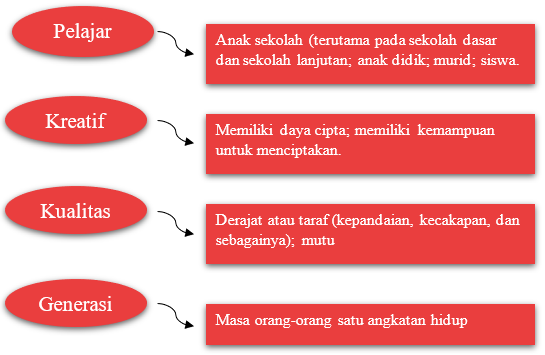 Pelajar
Anak sekolah (terutama pada sekolah dasar
dan sekolah lanjutan; anak didik; murid; siswa.
Kreatif
Memiliki daya cipta; memiliki kemampuan
untuk menciptakan.
Kualitas
Derajat atau taraf (kepandaian, kecakapan, dan
sebagainya); mutu
Generasi
Masa orang-orang satu angkatan hidup